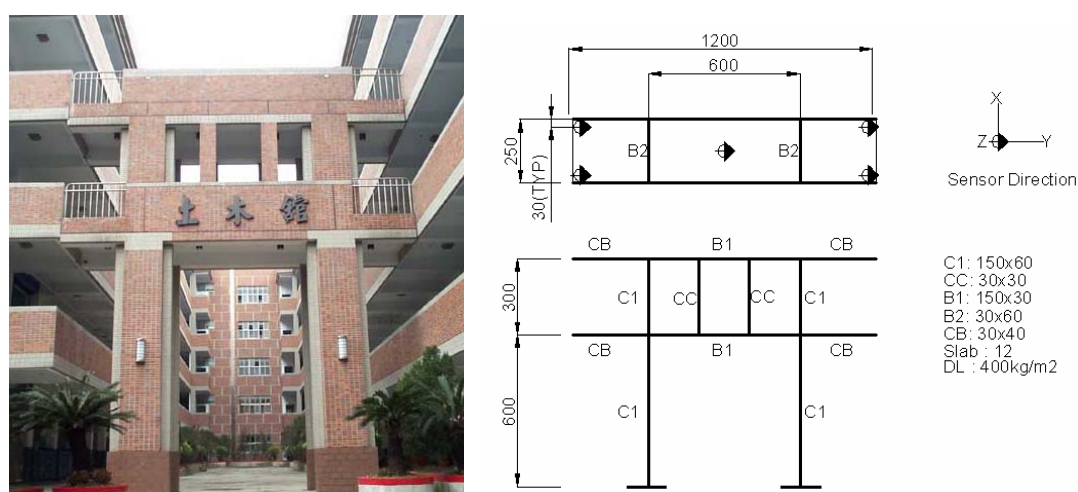 土木館
1200
600
250
30(TYP)
B2
B2
X
Z
Y
Sensor Direction
CB
B1
CB
300
C1
CC
CC
C1
CB
B1
CB
600
C1
C1
C1: 150x60
CC: 30x30
B1: 150x30
B2: 30x60
CB: 30x40
Slab : 12
DL : 400kg/m2